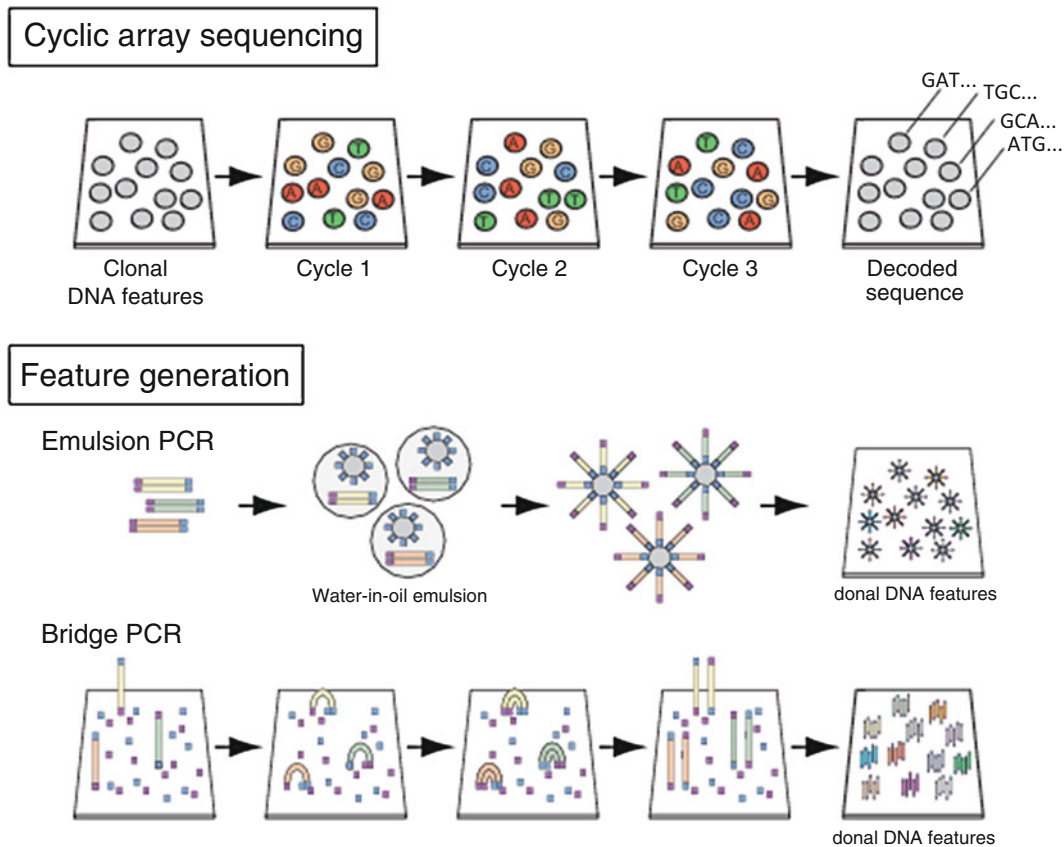 Cyclic array sequencing
GAT...
TGC...
GCA...
ATG...
G T
G C G
A A G A
C T C
A C
C G A
C A T T
T A G
T C
A G A
T C C G
G C A
Clonal
DNA features
Cycle 1
Cycle 2
Cycle 3
Decoded
sequence
Feature generation
Emulsion PCR
Water-in-oil emulsion
donal DNA features
Bridge PCR
donal DNA features